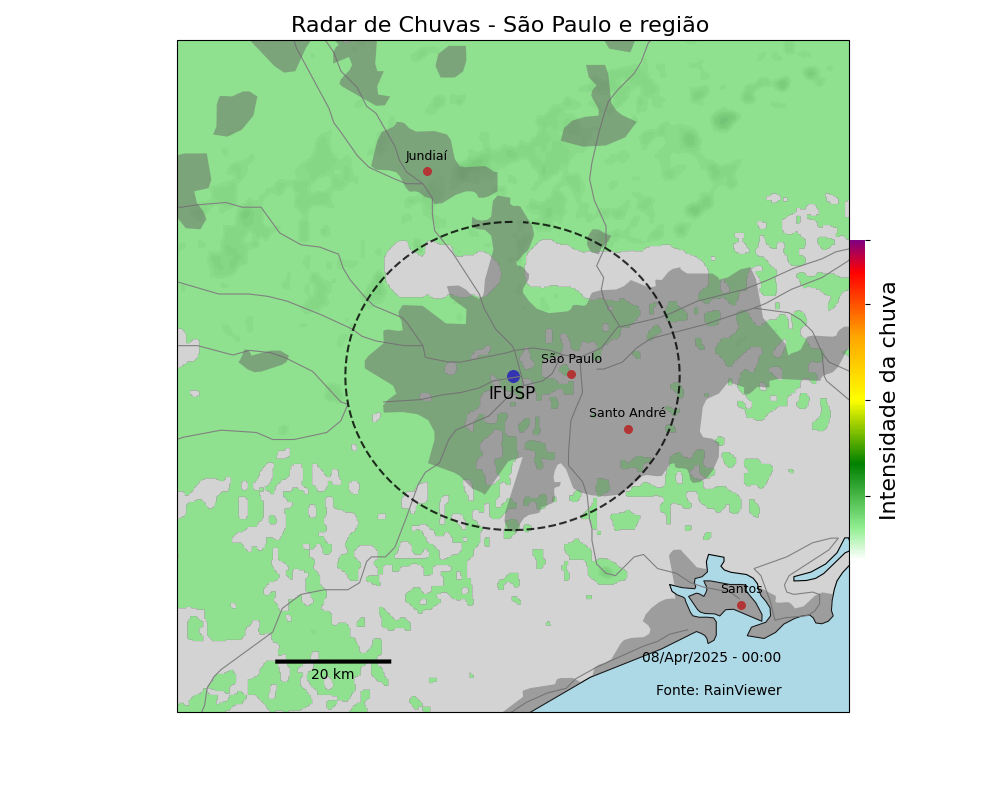 Radar de Chuvas - São Paulo e região
Jundiaí
São Paulo
IFUSP
Santo André
Intensidade da chuva
Santos
08/Apr/2025 - 00:00
20 km
Fonte: RainViewer